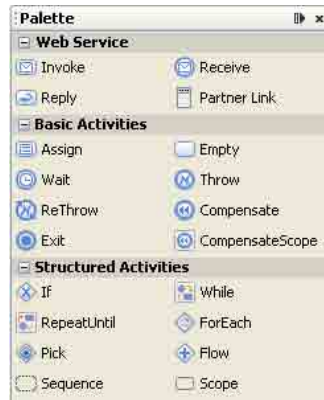 Palette
Web Service
Invoke Receive
Reply Partner Link
Basic Activities
Assign Empty
Wait Throw
ReThrow Compensate
Exit CompensateScope
Structured Activities
If While
RepeatUntil ForEach
Pick Flow
Sequence Scope